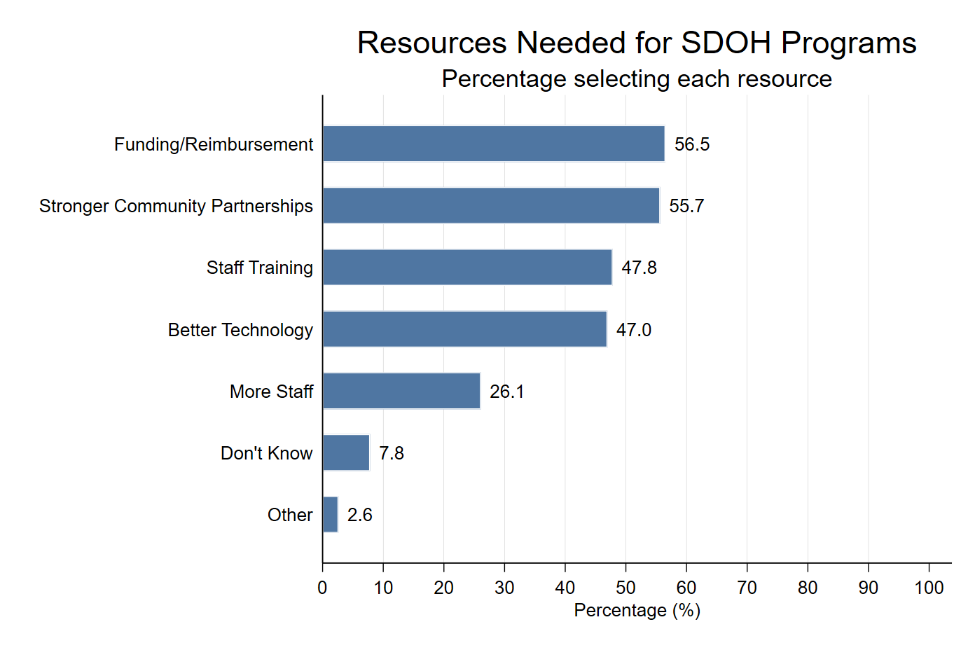 Resources Needed for SDOH Programs
Percentage selecting each resource
Funding/Reimbursement 56.5
Stronger Community Partnerships 55.7
Staff Training 47.8
Better Technology 47.0
More Staff 26.1
Don't Know 7.8
Other 2.6
0 10 20 30 40 50 60 70 80 90 100
Percentage (%)